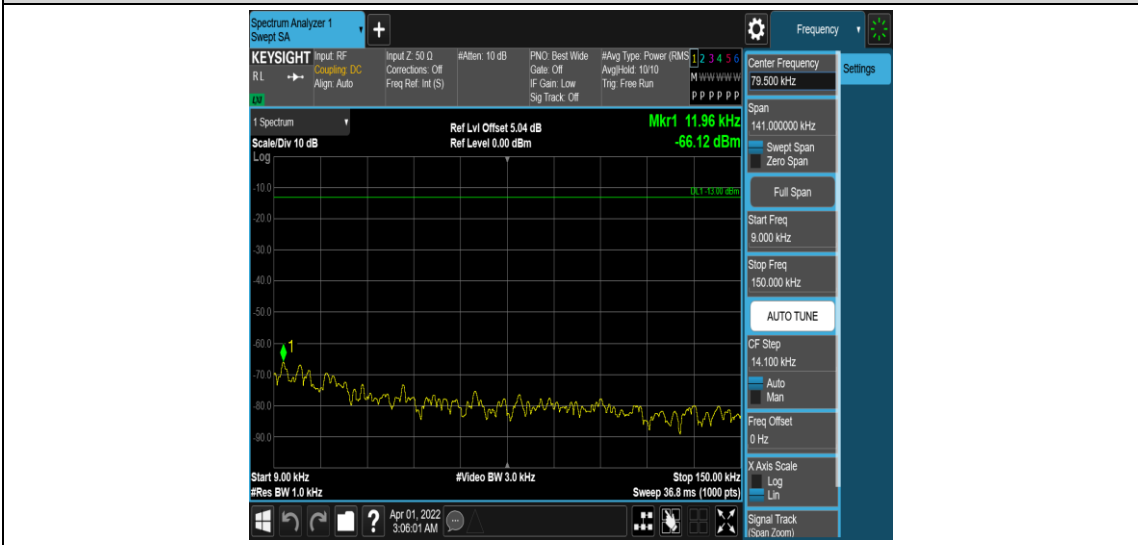 Spectrum Analyzer 1
Swept SA
Frequency
KEYSIGHT
RL
Input: RF
Coupling: DC
Align: Auto
Input Z: 50 Ω
Corrections: Off
Freq Ref: Int (S)
#Atten: 10 dB
PNO: Best Wide
Gate: Off
IF Gain: Low
Sig Track: Off
#Avg Type: Power (RMS
Avg|Hold: 10/10
Trig: Free Run
1 2 3 4 5 6
M W W W W W
P P P P P P
1 Spectrum
Scale/Div 10 dB
Log
Ref Lvl Offset 5.04 dB
Ref Level 0.00 dBm
Mkr1 11.96 kHz
-66.12 dBm
DL1 -13.00 dBm
-10.0
-20.0
-30.0
-40.0
-50.0
-60.0
-70.0
-80.0
-90.0
1
Start 9.00 kHz
#Res BW 1.0 kHz
#Video BW 3.0 kHz
Stop 150.00 kHz
Sweep 36.8 ms (1000 pts)
Center Frequency
79.500 kHz
Settings
Span
141.000000 kHz
Swept Span
Zero Span
Full Span
Start Freq
9.000 kHz
Stop Freq
150.000 kHz
AUTO TUNE
CF Step
14.100 kHz
Auto
Man
Freq Offset
0 Hz
X Axis Scale
Log
Lin
Signal Track
(Span Zoom)
?
Apr 01, 2022
3:06:01 AM